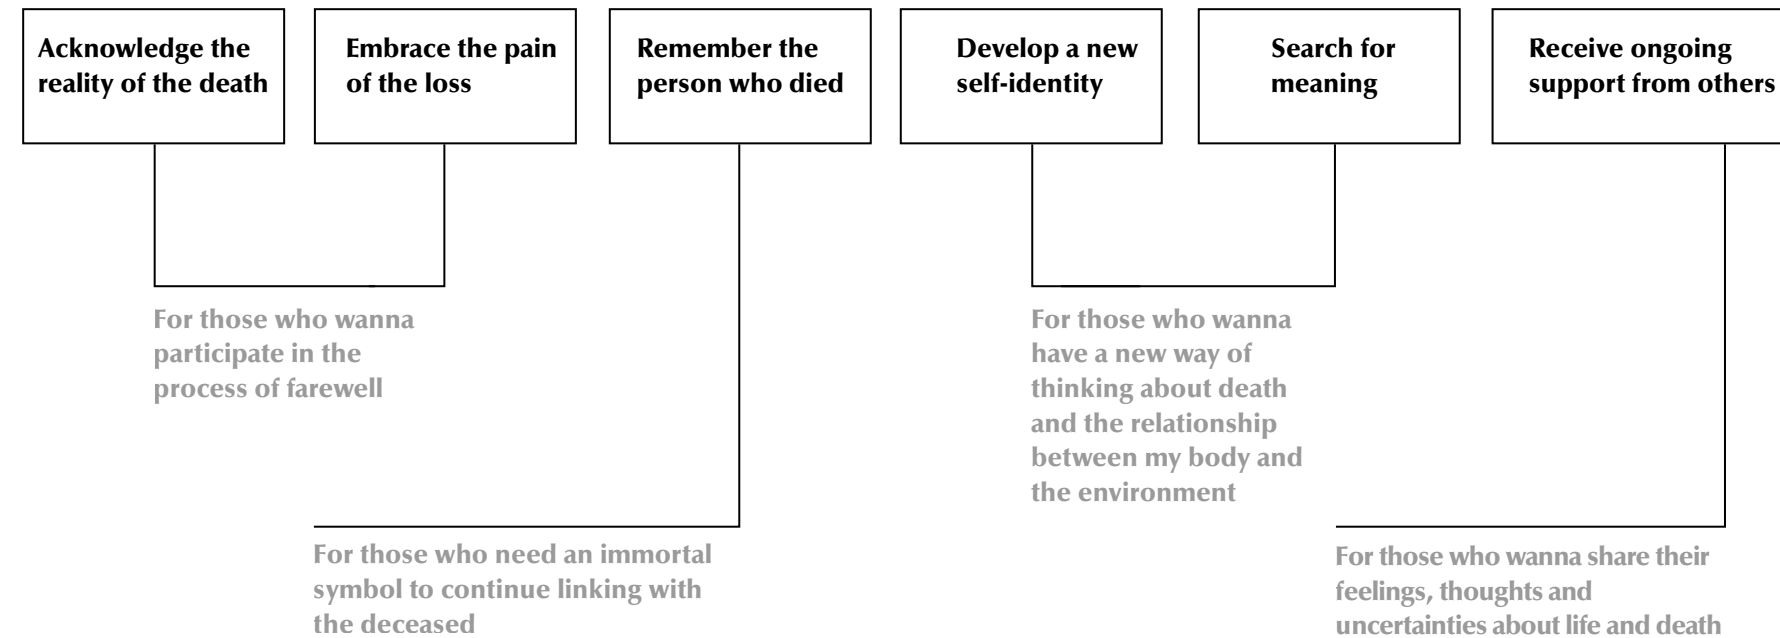 Acknowledge the
reality of the death
Embrace the pain
of the loss
Remember the
person who died
Develop a new
self-identity
Search for
meaning
Receive ongoing
support from others
For those who wanna
participate in the
process of farewell
For those who need an immortal
symbol to continue linking with
the deceased
For those who wanna
have a new way of
thinking about death
and the relationship
between my body and
the environment
For those who wanna share their
feelings, thoughts and
uncertainties about life and death